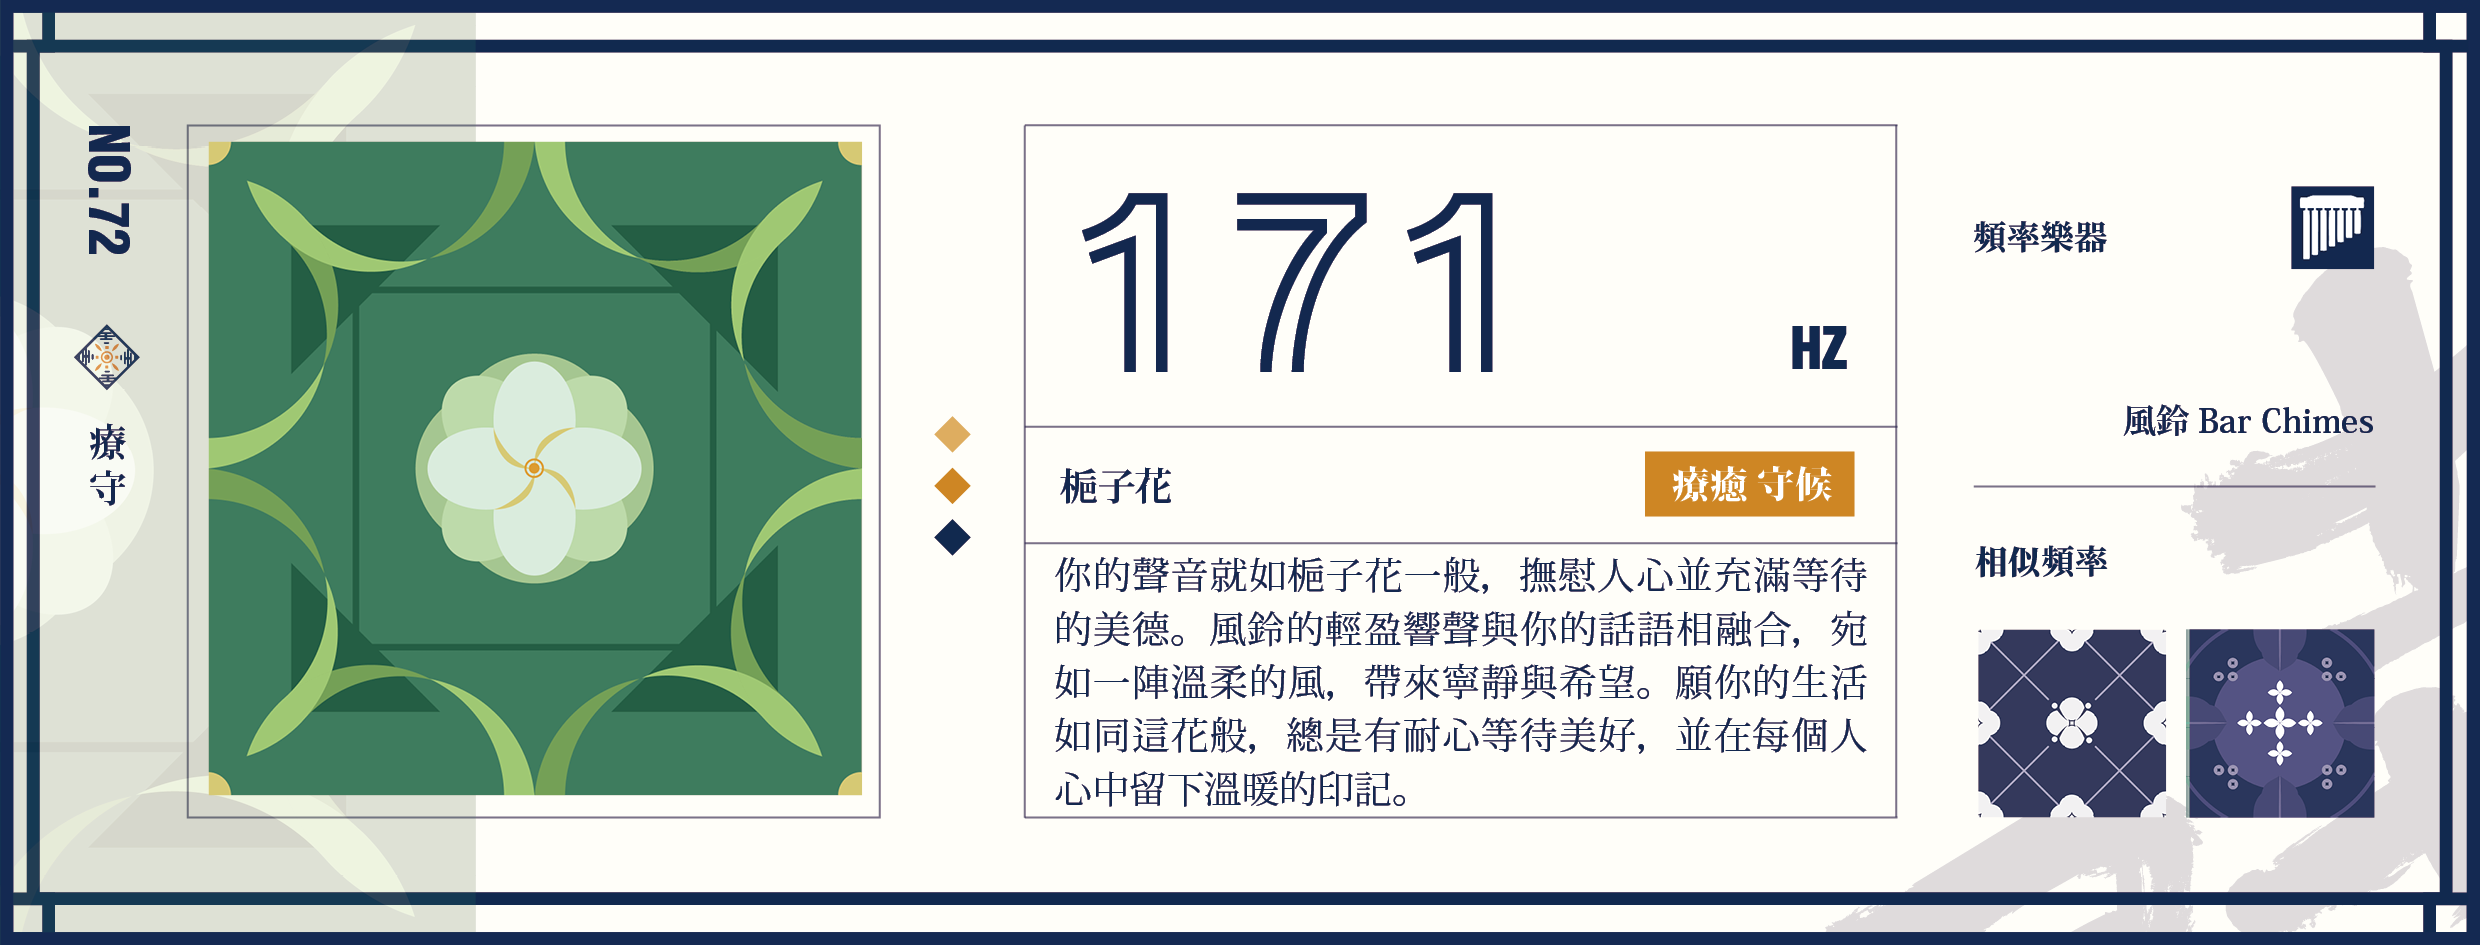 NO.72
療守
171
HZ
梔子花
療癒 守候
你的聲音就如梔子花一般，撫慰人心並充滿等待
的美德。風鈴的輕盈響聲與你的話語相融合，宛
如一陣溫柔的風，帶來寧靜與希望。願你的生活
如同這花般，總是有耐心等待美好，並在每個人
心中留下溫暖的印記。
頻率樂器
風鈴 Bar Chimes
相似頻率